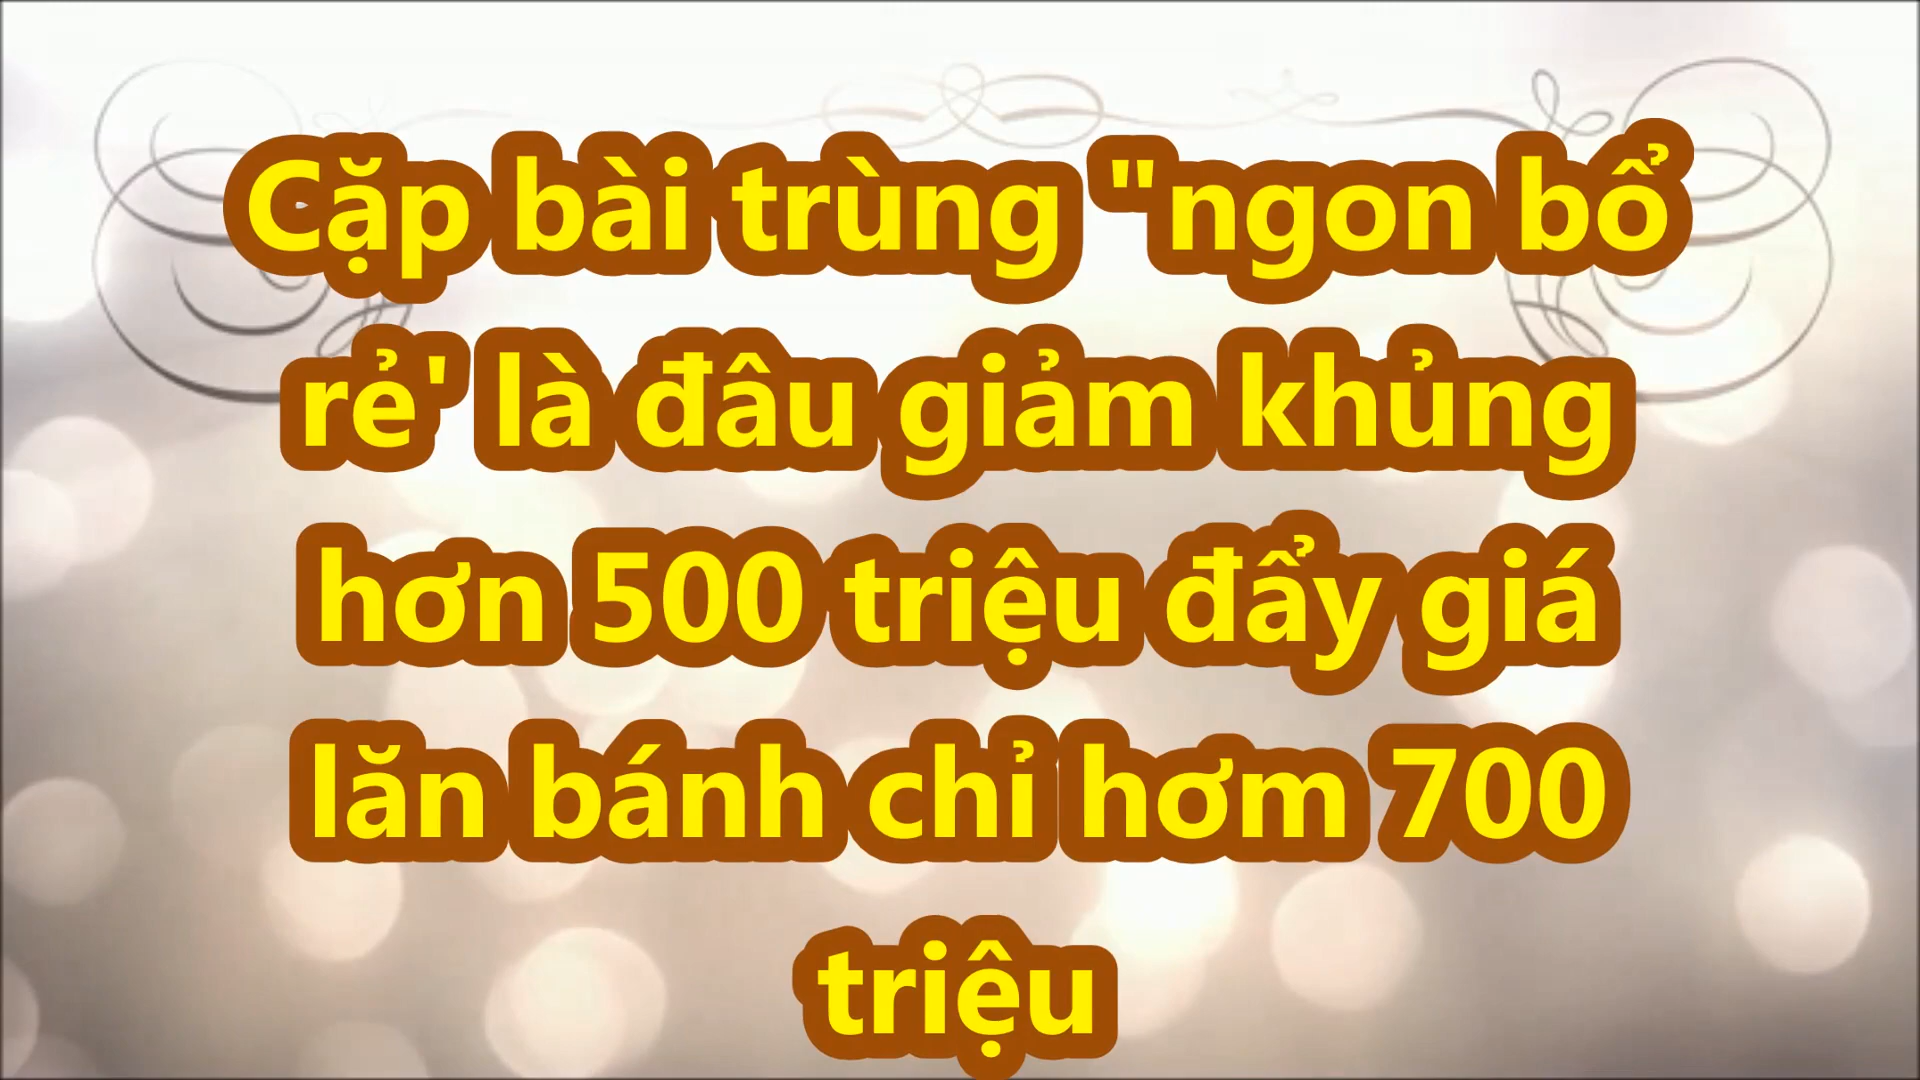 Cặp bài trùng "ngon bổ
rẻ' là đâu giảm khủng
hơn 500 triệu đẩy giá
lăn bánh chỉ hơm 700
triệu